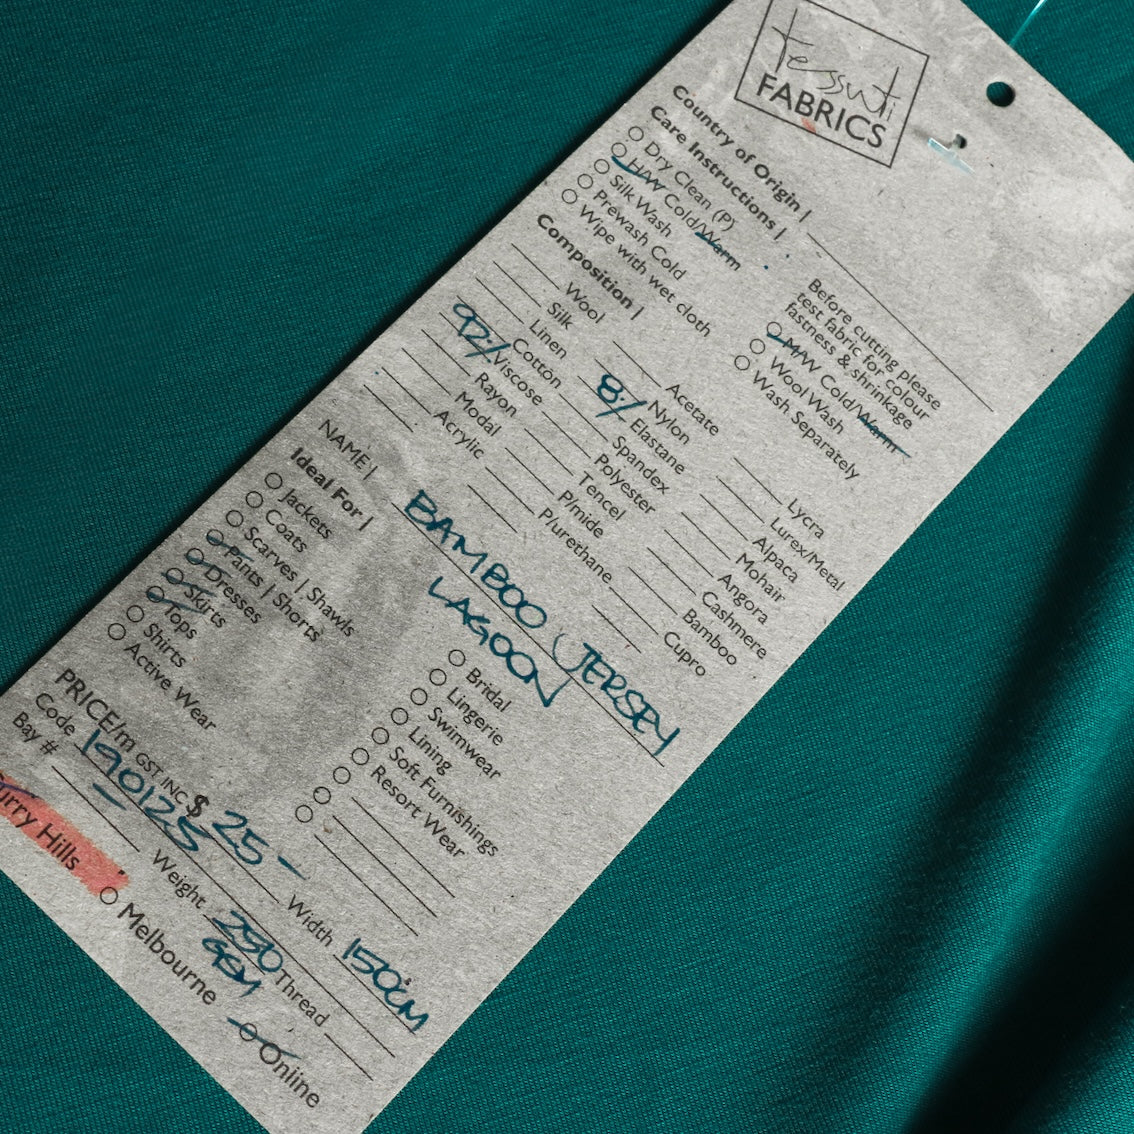 Tessuti
FABRICS
Country of Origin |
Care Instructions |
Dry Clean (P)
H/W Cold/Warm
Silk Wash
Prewash Cold
Wipe with wet cloth
Before cutting please
test fabric for colour
fastness & shrinkage
M/W Cold/Warm
Wool Wash
Wash Separately
Composition |
Wool
Silk
Linen
Cotton
92% Viscose
Rayon
Modal
Acrylic
Acetate
Nylon
8% Elastane
Spandex
Polyester
Tencel
P/mide
P/urethane
Lycra
Lurex/Metal
Alpaca
Mohair
Angora
Cashmere
Bamboo
Cupro
NAME | BAMBOO JERSEY
LAGOON
Ideal For |
Jackets
Coats
Scarves | Shawls
Pants | Shorts
Dresses
Skirts
Tops
Shirts
Active Wear
Bridal
Lingerie
Swimwear
Lining
Soft Furnishings
Resort Wear
PRICE/m GST INC $ 25-
Width 150cm
Code 190125
Weight 250
GSM
Bay #
Thread
urry Hills
Melbourne
Online